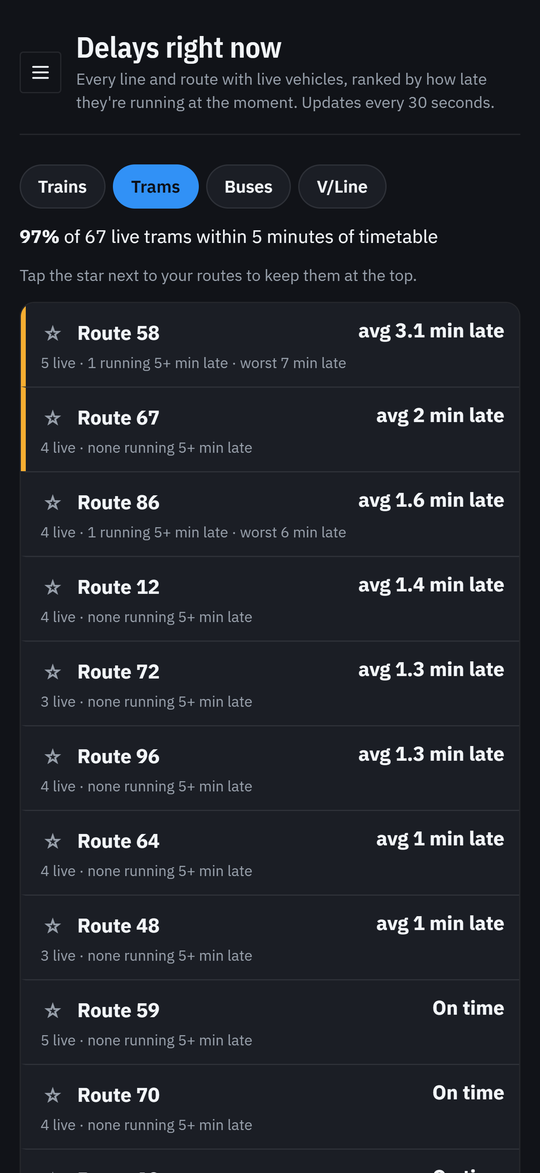 Delays right now
Every line and route with live vehicles, ranked by how late
they're running at the moment. Updates every 30 seconds.
Trains
Trams
Buses
V/Line
97% of 67 live trams within 5 minutes of timetable
Tap the star next to your routes to keep them at the top.
☆ Route 58 avg 3.1 min late
5 live · 1 running 5+ min late · worst 7 min late
☆ Route 67 avg 2 min late
4 live · none running 5+ min late
☆ Route 86 avg 1.6 min late
4 live · 1 running 5+ min late · worst 6 min late
☆ Route 12 avg 1.4 min late
4 live · none running 5+ min late
☆ Route 72 avg 1.3 min late
3 live · none running 5+ min late
☆ Route 96 avg 1.3 min late
4 live · none running 5+ min late
☆ Route 64 avg 1 min late
4 live · none running 5+ min late
☆ Route 48 avg 1 min late
3 live · none running 5+ min late
☆ Route 59 On time
5 live · none running 5+ min late
☆ Route 70 On time
4 live · none running 5+ min late